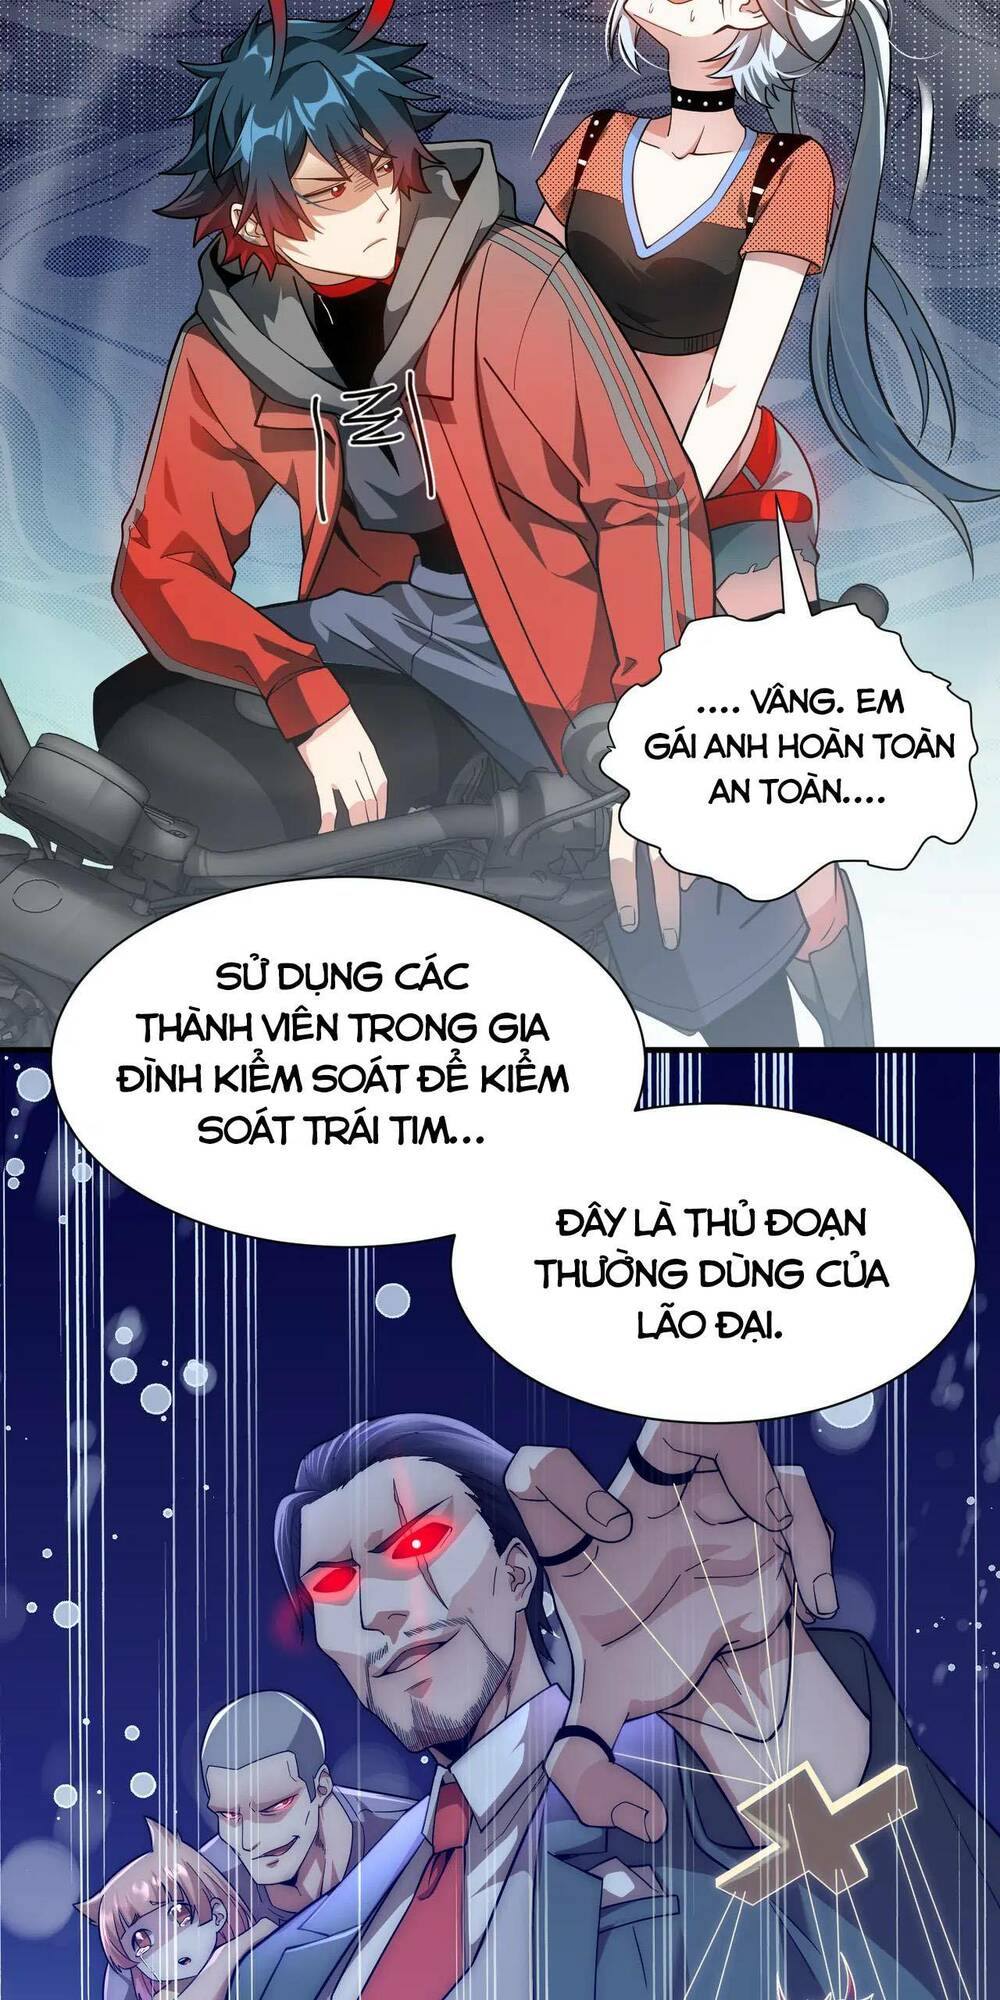 .... VÂNG. EM
GÁI ANH HOÀN TOÀN
AN TOÀN....
SỬ DỤNG CÁC
THÀNH VIÊN TRONG GIA
ĐÌNH KIỂM SOÁT ĐỂ KIỂM
SOÁT TRÁI TIM...
ĐÂY LÀ THỦ ĐOẠN
THƯỜNG DÙNG CỦA
LÃO ĐẠI.